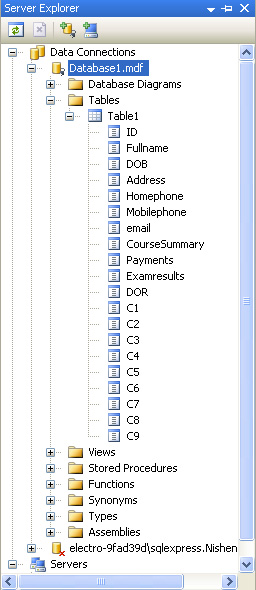 Server Explorer
Data Connections
Database1.mdf
Database Diagrams
Tables
Table1
ID
Fullname
DOB
Address
Homephone
Mobilephone
email
CourseSummary
Payments
Examresults
DOR
C1
C2
C3
C4
C5
C6
C7
C8
C9
Views
Stored Procedures
Functions
Synonyms
Types
Assemblies
electro-9fad39d\sqlexpress.Nishen
Servers